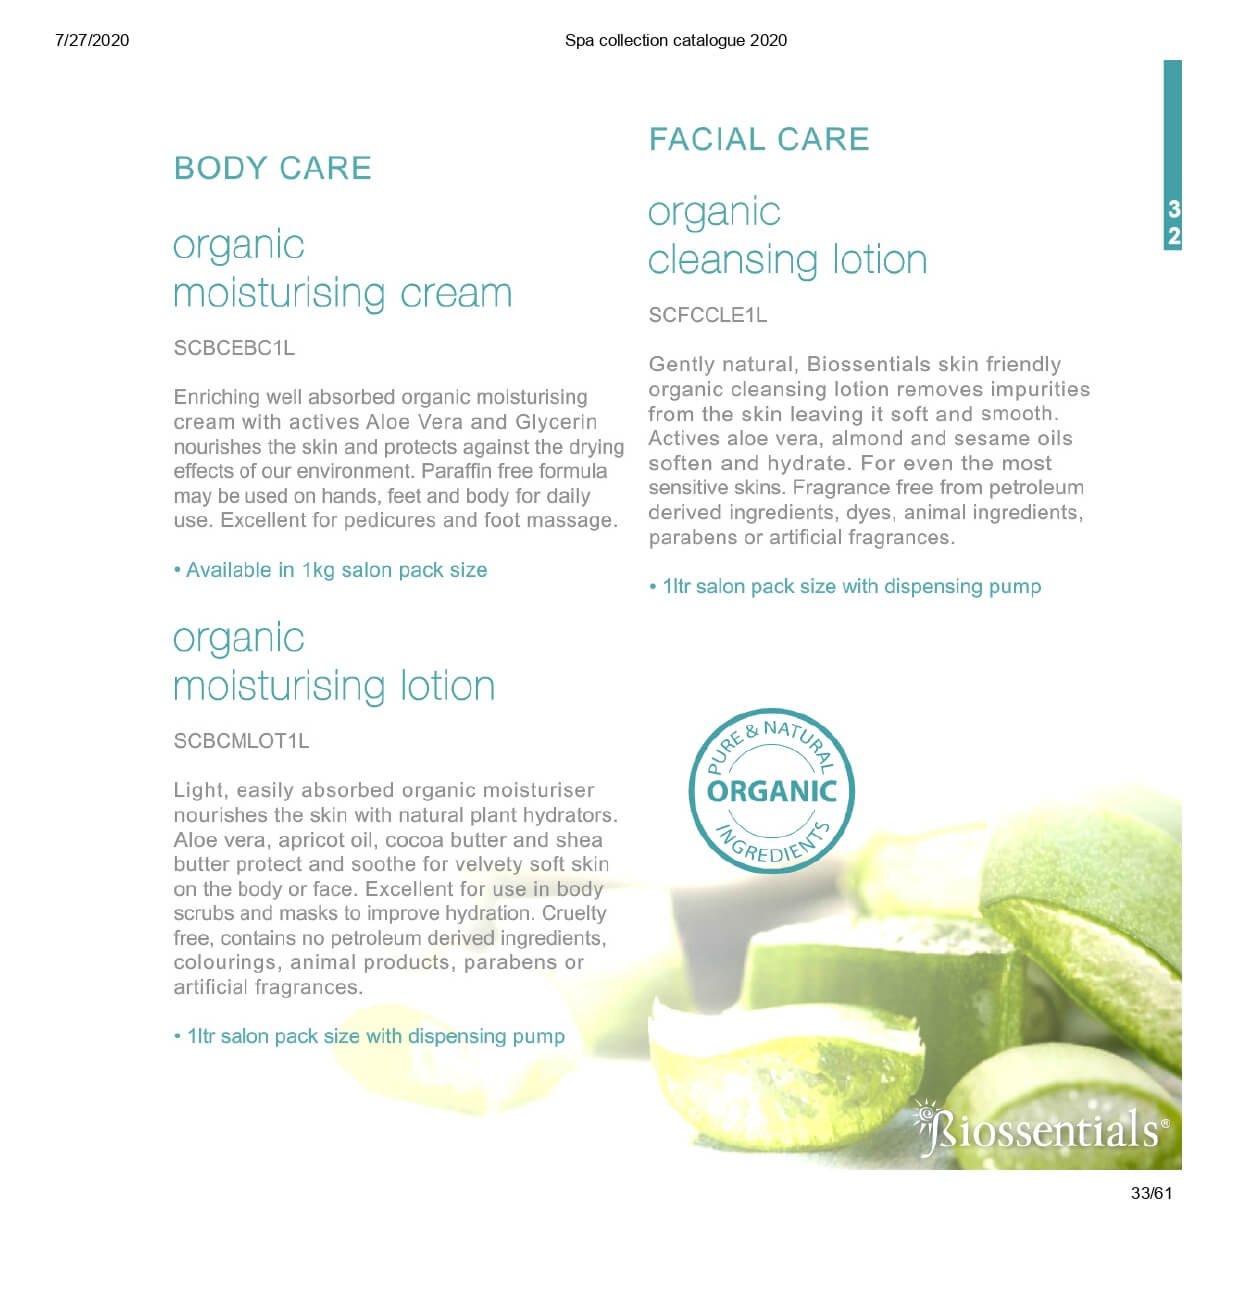 7/27/2020
Spa collection catalogue 2020
3
2
BODY CARE
organic
moisturising cream
SCBCEBC1L
Enriching well absorbed organic moisturising
cream with actives Aloe Vera and Glycerin
nourishes the skin and protects against the drying
effects of our environment. Paraffin free formula
may be used on hands, feet and body for daily
use. Excellent for pedicures and foot massage.
• Available in 1kg salon pack size
organic
moisturising lotion
SCBCMLOT1L
Light, easily absorbed organic moisturiser
nourishes the skin with natural plant hydrators.
Aloe vera, apricot oil, cocoa butter and shea
butter protect and soothe for velvety soft skin
on the body or face. Excellent for use in body
scrubs and masks to improve hydration. Cruelty
free, contains no petroleum derived ingredients,
colourings, animal products, parabens or
artificial fragrances.
• 1ltr salon pack size with dispensing pump
FACIAL CARE
organic
cleansing lotion
SCFCCLE1L
Gently natural, Biossentials skin friendly
organic cleansing lotion removes impurities
from the skin leaving it soft and smooth.
Actives aloe vera, almond and sesame oils
soften and hydrate. For even the most
sensitive skins. Fragrance free from petroleum
derived ingredients, dyes, animal ingredients,
parabens or artificial fragrances.
• 1ltr salon pack size with dispensing pump
PURE & NATURAL
ORGANIC
INGREDIENTS
Biossentials®
33/61